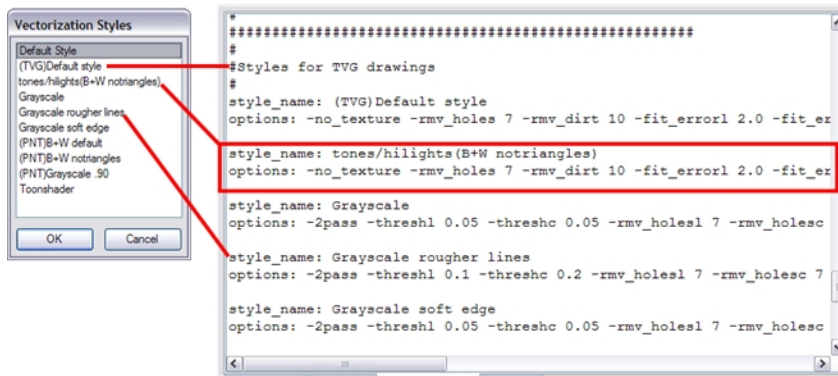 Vectorization Styles
Default Style
(TVG)Default style
tones/hilights(B+W notriangles)
Grayscale
Grayscale rougher lines
Grayscale soft edge
(PNT)B+W default
(PNT)B+W notriangles
(PNT)Grayscale .90
Toonshader
OK
Cancel
#
######################################################
#
#Styles for TVG drawings
#
style_name: (TVG)Default style
options: -no_texture -rmv_holes 7 -rmv_dirt 10 -fit_errorl 2.0 -fit_er
style_name: tones/hilights(B+W notriangles)
options: -no_texture -rmv_holes 7 -rmv_dirt 10 -fit_errorl 2.0 -fit_er
style_name: Grayscale
options: -2pass -threshl 0.05 -threshc 0.05 -rmv_holesl 7 -rmv_holesc
style_name: Grayscale rougher lines
options: -2pass -threshl 0.1 -threshc 0.2 -rmv_holesl 7 -rmv_holesc 7
style_name: Grayscale soft edge
options: -2pass -threshl 0.05 -threshc 0.05 -rmv_holesl 7 -rmv_holesc